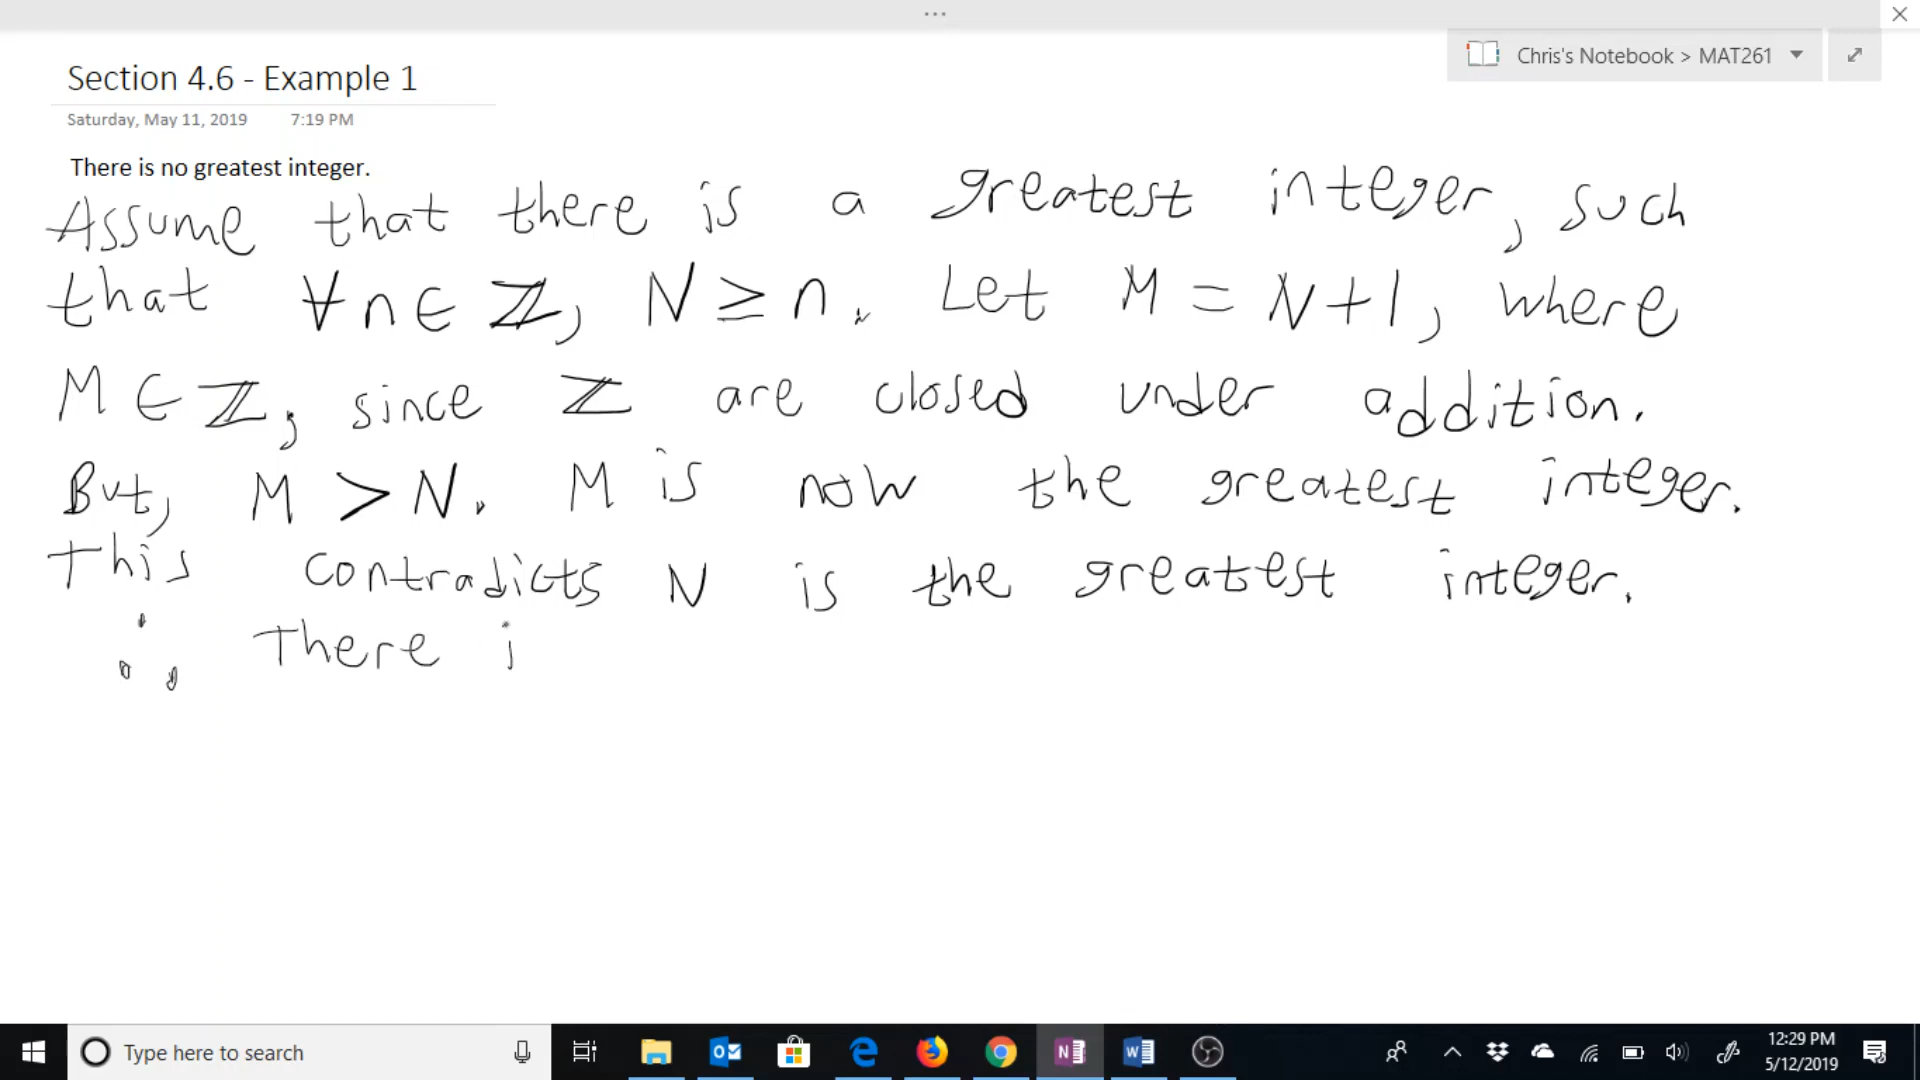 Chris's Notebook > MAT261
Section 4.6 - Example 1
Saturday, May 11, 2019 7:19 PM
There is no greatest integer.
Assume that there is a greatest integer, such
that ∀n∈ℤ, N≥n. Let M = N+1, where
M∈ℤ, since ℤ are closed under addition.
But, M > N. M is now the greatest integer.
This contradicts N is the greatest integer.
∴ There i
Type here to search
12:29 PM
5/12/2019